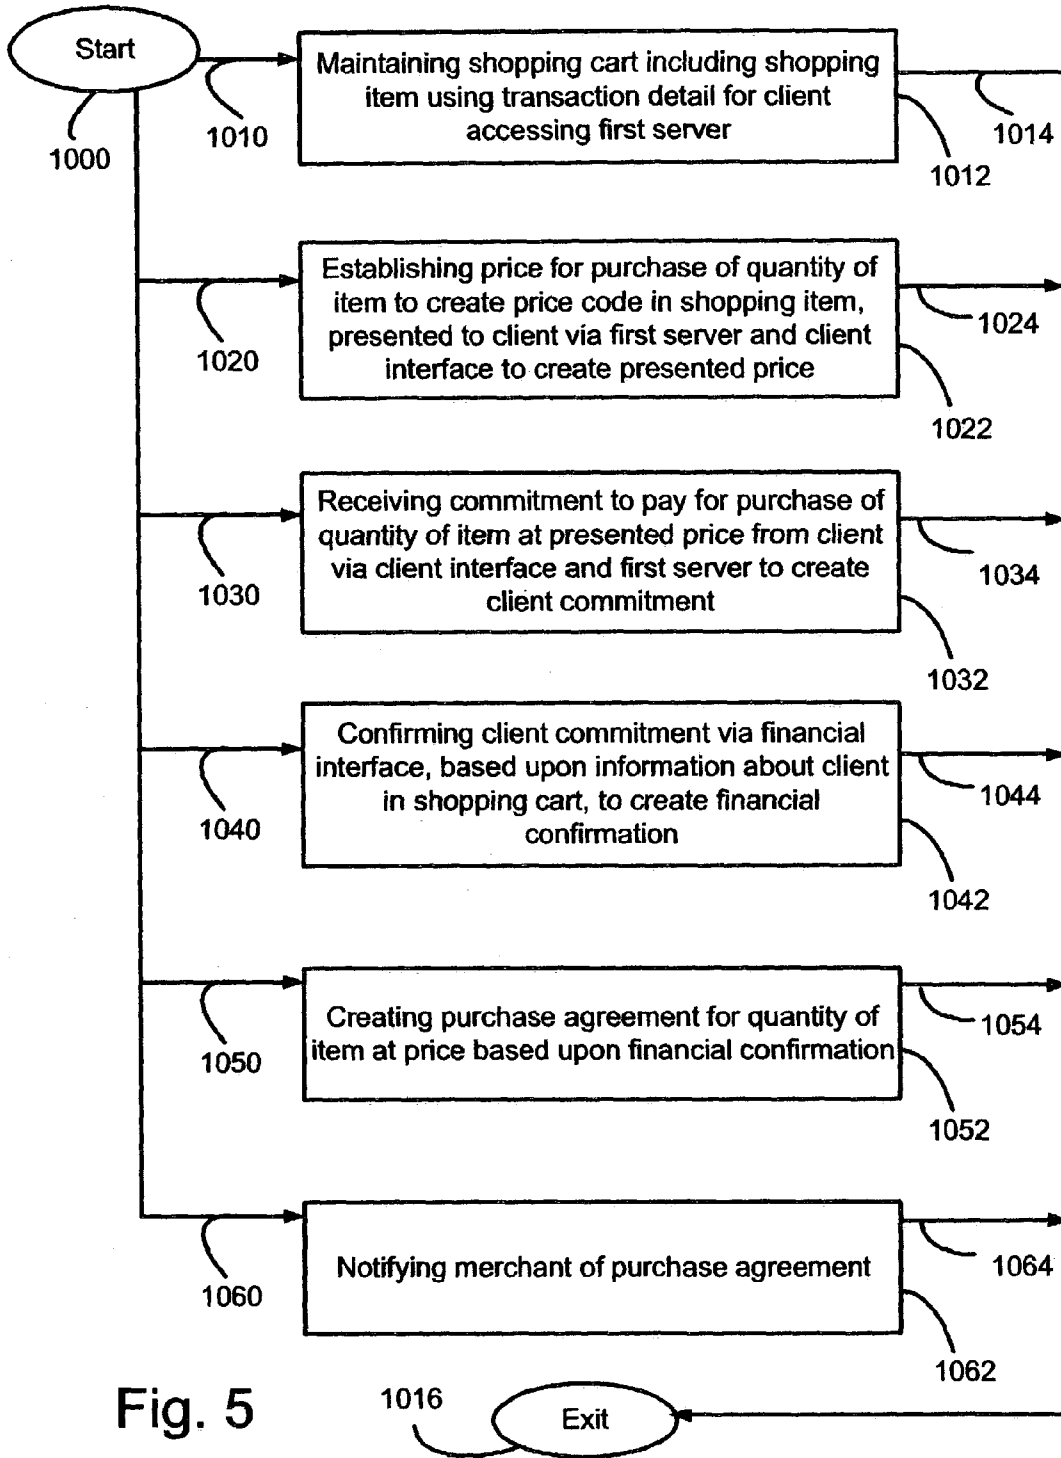 Start
1000
1010
Maintaining shopping cart including shopping
item using transaction detail for client
accessing first server
1014
1012
1020
Establishing price for purchase of quantity of
item to create price code in shopping item,
presented to client via first server and client
interface to create presented price
1024
1022
1030
Receiving commitment to pay for purchase of
quantity of item at presented price from client
via client interface and first server to create
client commitment
1034
1032
1040
Confirming client commitment via financial
interface, based upon information about client
in shopping cart, to create financial
confirmation
1044
1042
1050
Creating purchase agreement for quantity of
item at price based upon financial confirmation
1054
1052
1060
Notifying merchant of purchase agreement
1064
1062
Fig. 5
1016
Exit